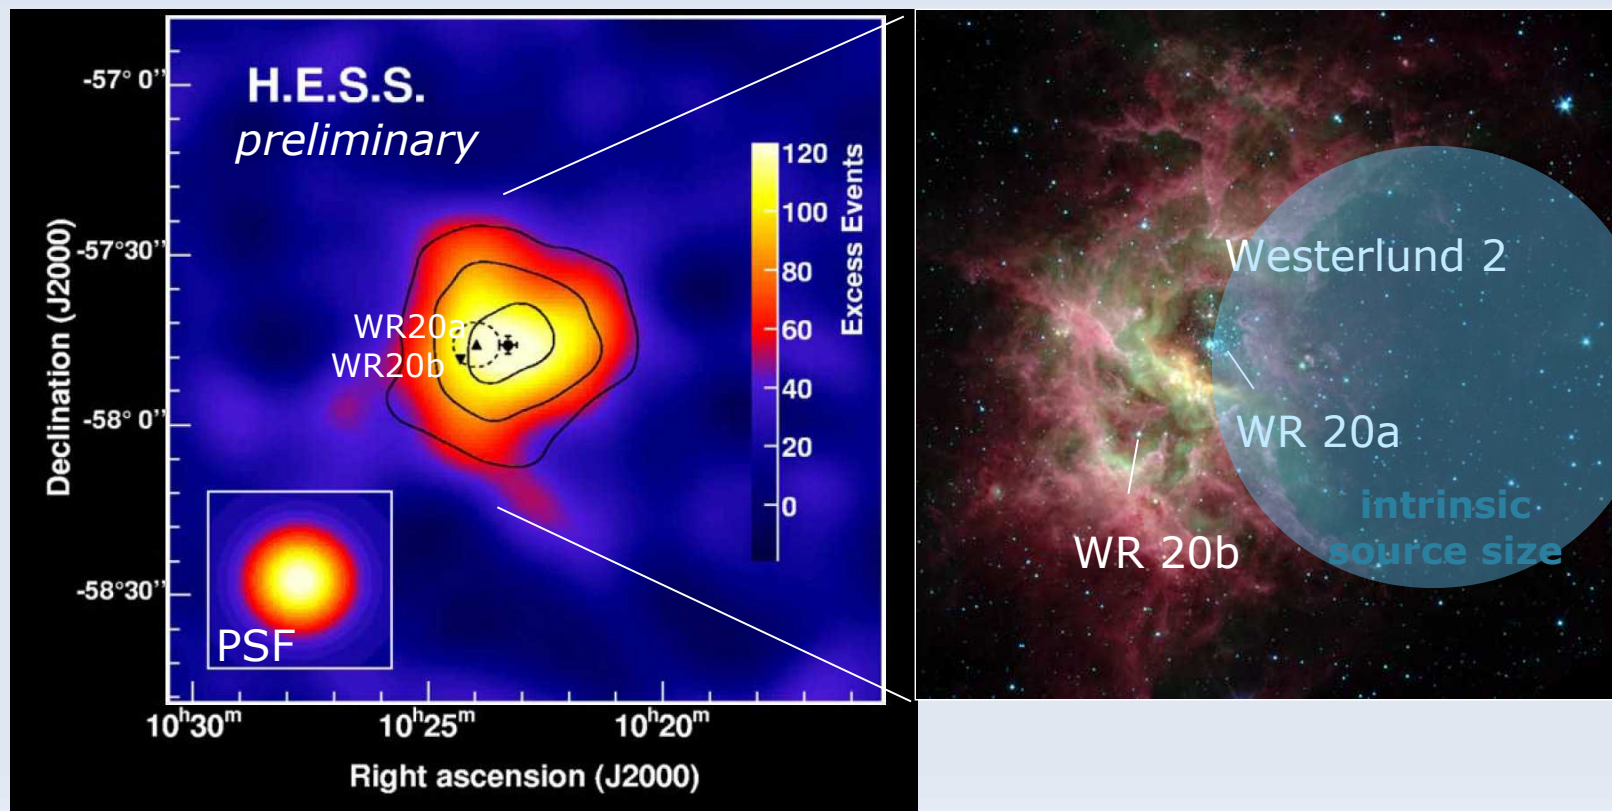 H.E.S.S.
preliminary
-57° 0''
-57°30''
-58° 0''
-58°30''
Declination (J2000)
WR20a
WR20b
PSF
120
100
80
60
40
20
0
Excess Events
10ʰ30ᵐ
10ʰ25ᵐ
10ʰ20ᵐ
Right ascension (J2000)
Westerlund 2
WR 20a
intrinsic
source size
WR 20b